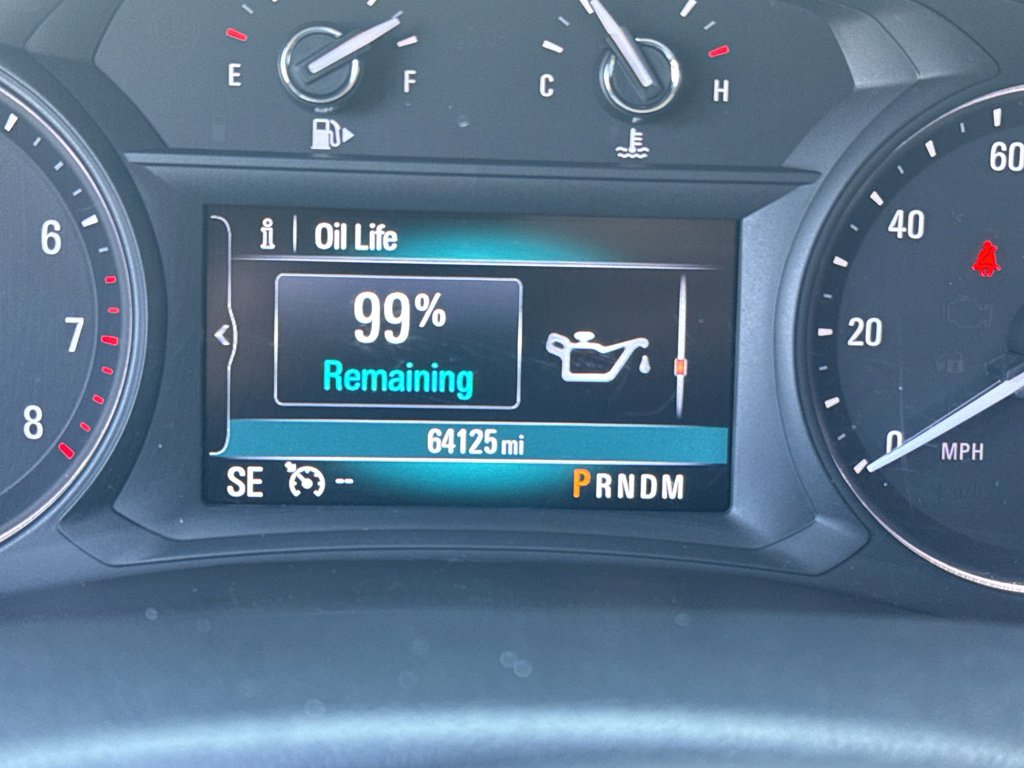 E F
C H
6
7
8
i Oil Life
99%
Remaining
64125 mi
SE --
PRNDM
60
40
20
0
MPH